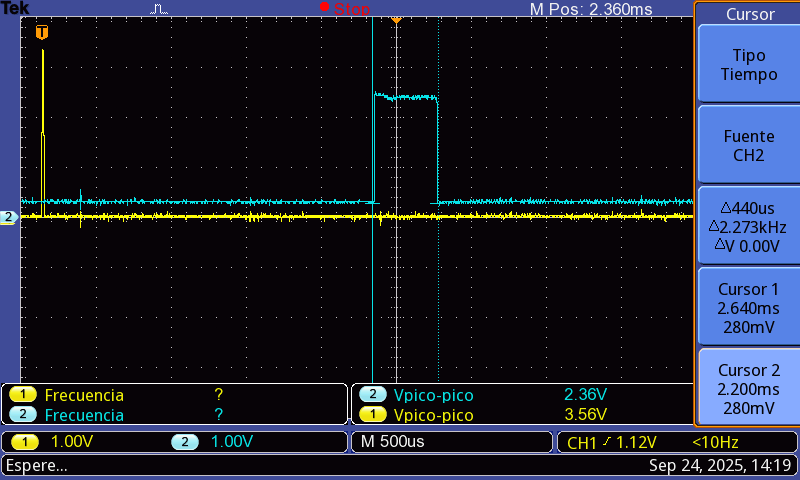 Tek Stop M Pos: 2.360ms Cursor
T
Tipo
Tiempo
Fuente
CH2
2
△440us
△2.273kHz
△V 0.00V
Cursor 1
2.640ms
280mV
Cursor 2
2.200ms
280mV
1 Frecuencia ?
2 Frecuencia ?
2 Vpico-pico 2.36V
1 Vpico-pico 3.56V
1 1.00V 2 1.00V M 500us CH1 1.12V <10Hz
Espere... Sep 24, 2025, 14:19